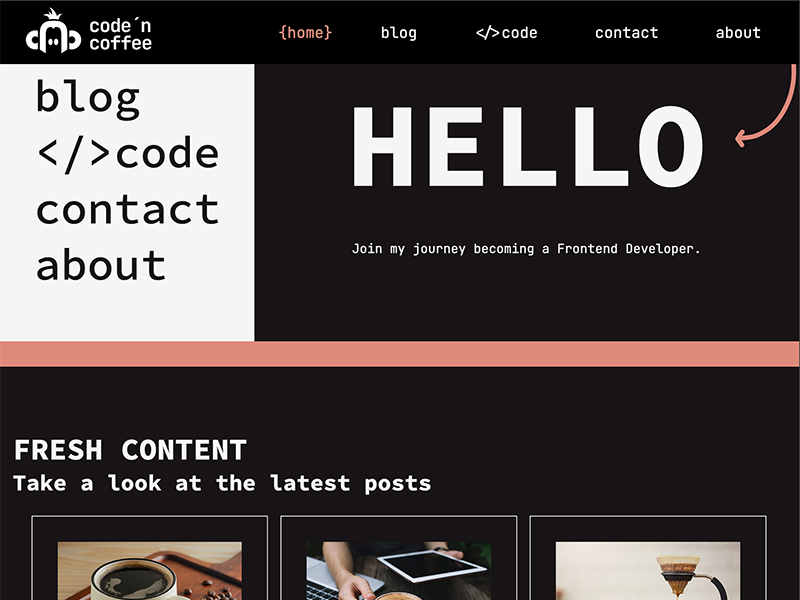 code´n
coffee
{home} blog </>code contact about
blog
</>code
contact
about
HELLO
Join my journey becoming a Frontend Developer.
FRESH CONTENT
Take a look at the latest posts